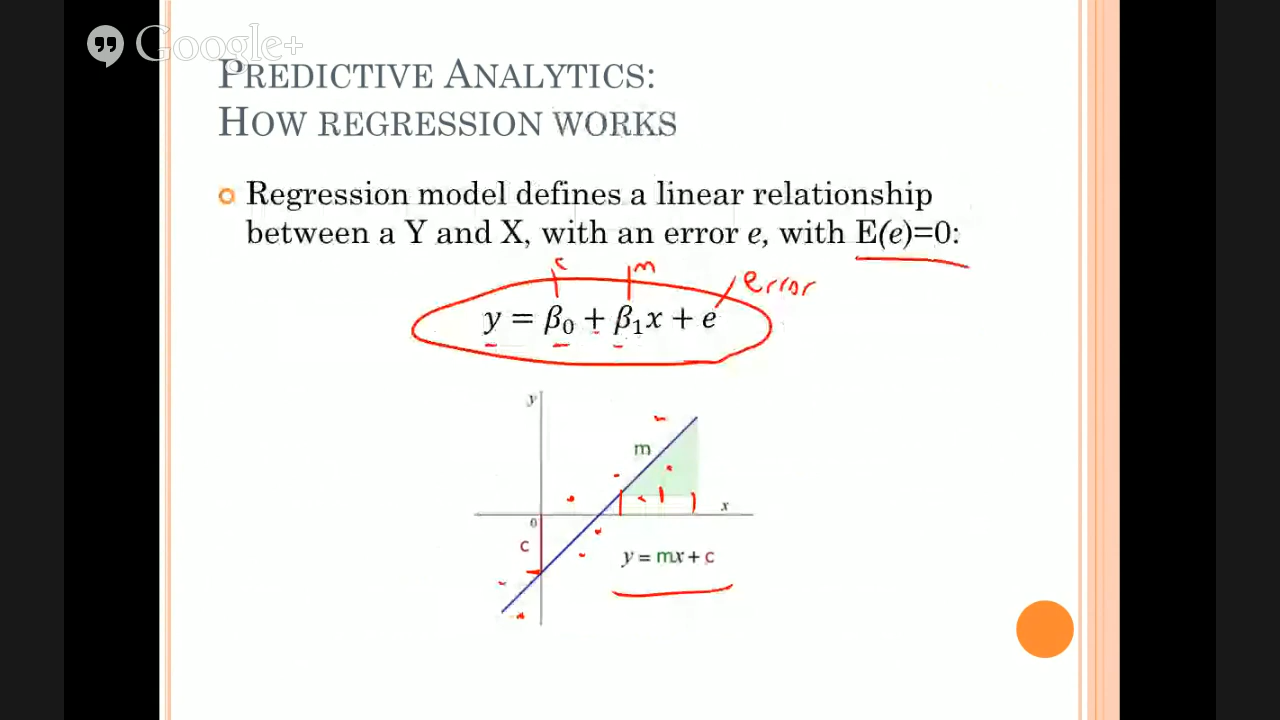 Google+
PREDICTIVE ANALYTICS:
HOW REGRESSION WORKS
Regression model defines a linear relationship
between a Y and X, with an error e, with E(e)=0:
c m error
y = β₀ + β₁x + e
y
m
0 x
c
y = mx + c